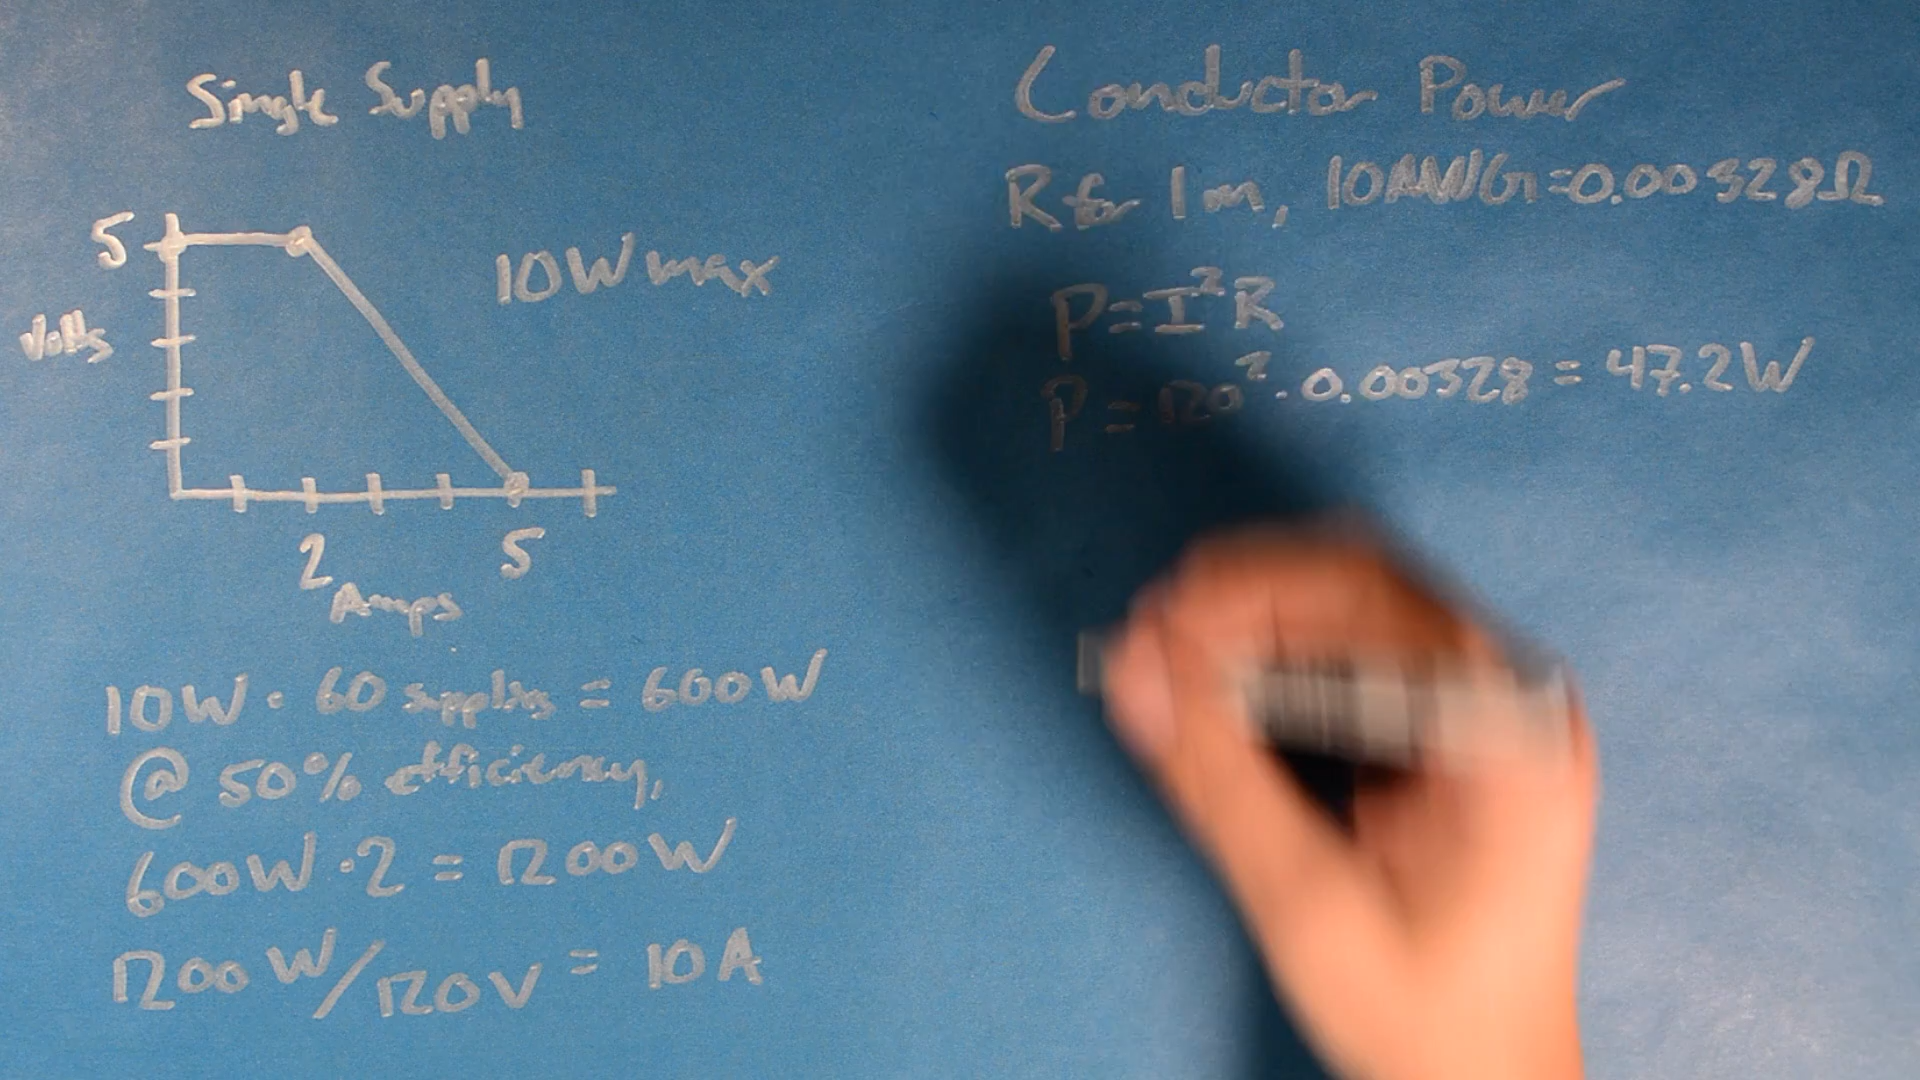 Single Supply
5
Volts
10W max
2
5
Amps
10W · 60 supplies = 600W
@ 50% efficiency,
600W · 2 = 1200W
1200W/120V = 10A
Conductor Power
R for 1m, 10AWG=0.00328Ω
P=I²R
P=120²·0.00328=47.2W